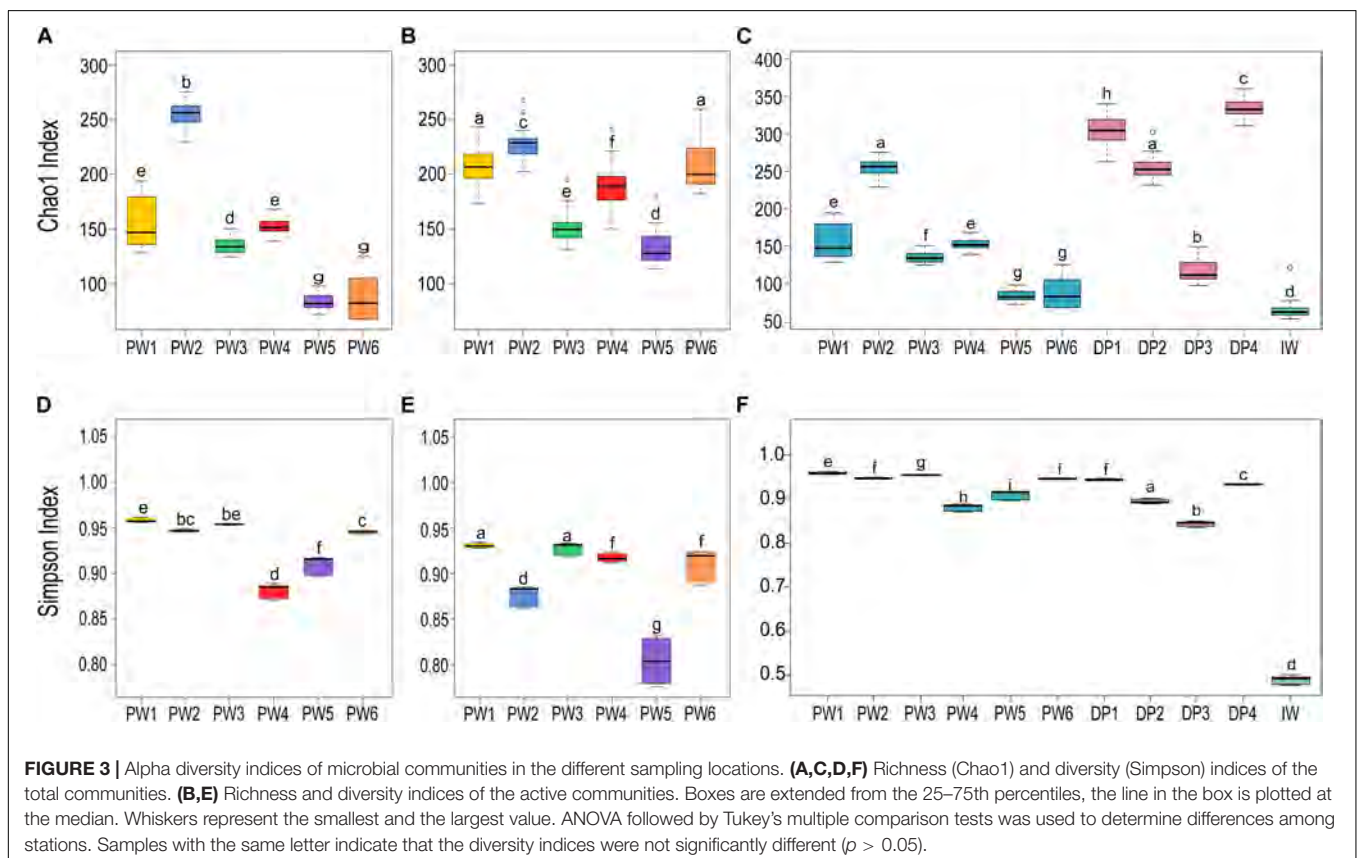 A
B
C
Chao1 Index
300
250
200
150
100
e
b
d
e
g
g
PW1 PW2 PW3 PW4 PW5 PW6
300
250
200
150
100
a
c
e
f
d
a
PW1 PW2 PW3 PW4 PW5 PW6
400
350
300
250
200
150
100
50
e
a
f
e
g
g
h
a
b
c
d
PW1 PW2 PW3 PW4 PW5 PW6 DP1 DP2 DP3 DP4 IW
D
E
F
Simpson Index
1.05
1.00
0.95
0.90
0.85
0.80
e
bc
be
d
f
c
PW1 PW2 PW3 PW4 PW5 PW6
1.05
1.00
0.95
0.90
0.85
0.80
a
d
a
f
g
f
PW1 PW2 PW3 PW4 PW5 PW6
1.0
0.9
0.8
0.7
0.6
0.5
e
f
g
h
i
f
f
a
b
c
d
PW1 PW2 PW3 PW4 PW5 PW6 DP1 DP2 DP3 DP4 IW
FIGURE 3 | Alpha diversity indices of microbial communities in the different sampling locations. (A,C,D,F) Richness (Chao1) and diversity (Simpson) indices of the
total communities. (B,E) Richness and diversity indices of the active communities. Boxes are extended from the 25–75th percentiles, the line in the box is plotted at
the median. Whiskers represent the smallest and the largest value. ANOVA followed by Tukey's multiple comparison tests was used to determine differences among
stations. Samples with the same letter indicate that the diversity indices were not significantly different (p > 0.05).